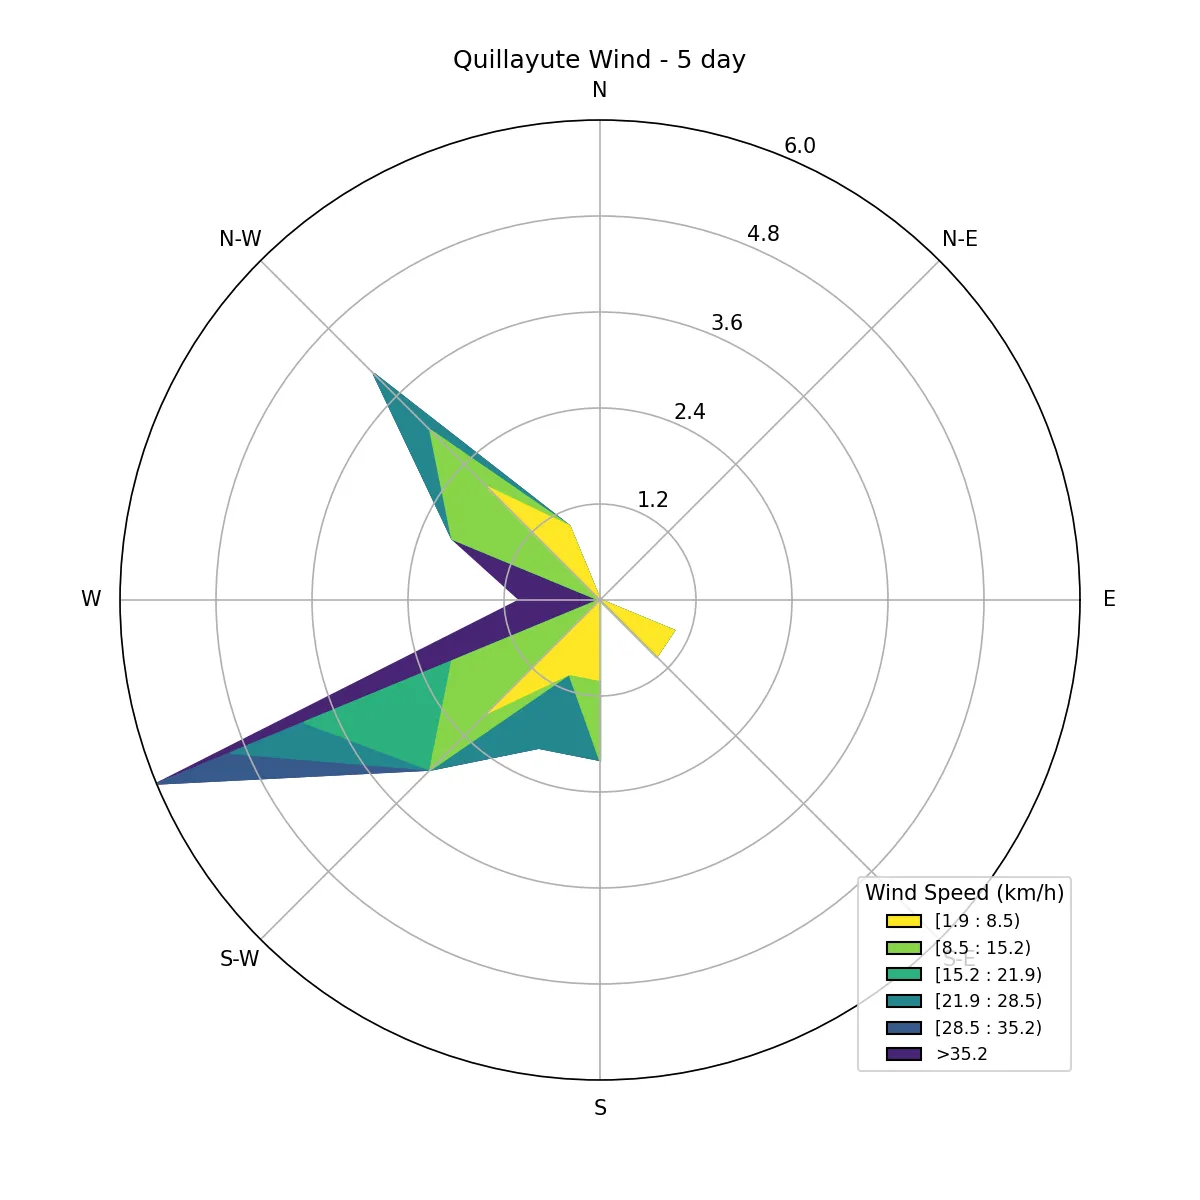 Quillayute Wind - 5 day
N
6.0
N-W
N-E
4.8
3.6
2.4
1.2
W
E
Wind Speed (km/h)
[1.9 : 8.5)
[8.5 : 15.2)
S-W
S-E
[15.2 : 21.9)
[21.9 : 28.5)
[28.5 : 35.2)
>35.2
S